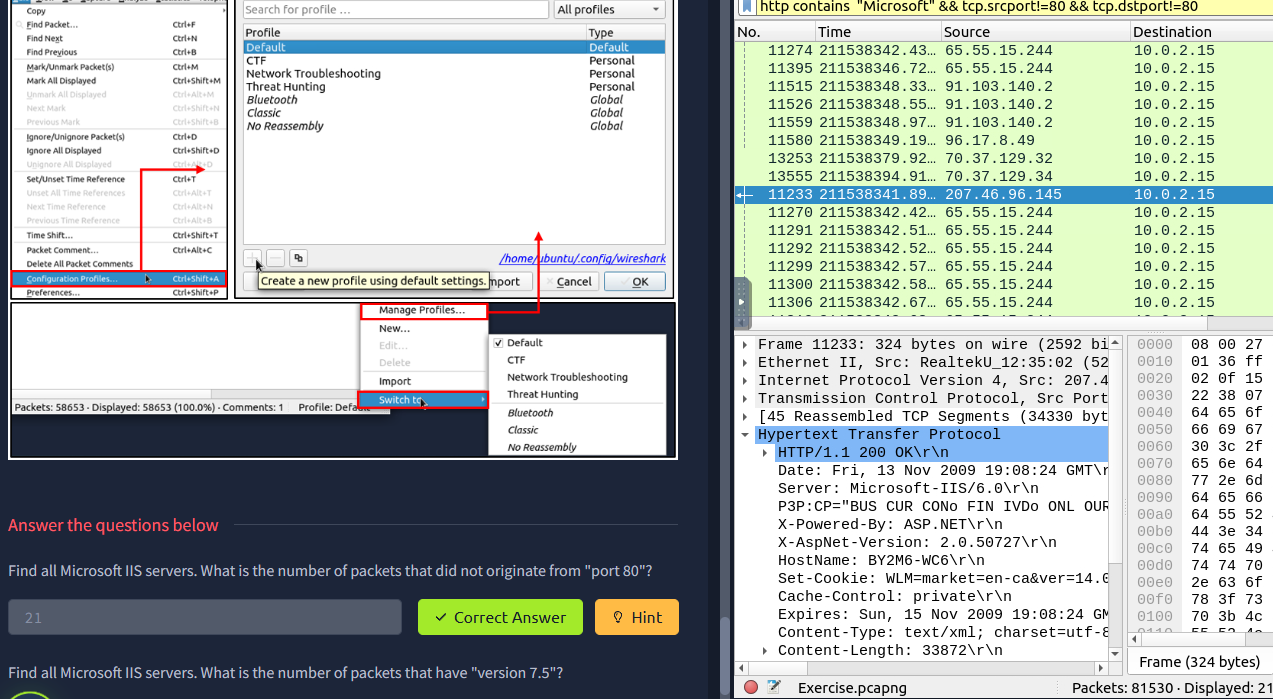 Copy
Find Packet... Ctrl+F
Find Next Ctrl+N
Find Previous Ctrl+B
Mark/Unmark Packet(s) Ctrl+M
Mark All Displayed Ctrl+Shift+M
Unmark All Displayed Ctrl+Alt+M
Next Mark Ctrl+Shift+N
Previous Mark Ctrl+Shift+B
Ignore/Unignore Packet(s) Ctrl+D
Ignore All Displayed Ctrl+Shift+D
Unignore All Displayed Ctrl+Alt+D
Set/Unset Time Reference Ctrl+T
Unset All Time References Ctrl+Alt+T
Next Time Reference Ctrl+Alt+N
Previous Time Reference Ctrl+Alt+B
Time Shift... Ctrl+Shift+T
Packet Comment... Ctrl+Alt+C
Delete All Packet Comments
Configuration Profiles... Ctrl+Shift+A
Preferences... Ctrl+Shift+P
Search for profile ... All profiles
Profile Type
Default Default
CTF Personal
Network Troubleshooting Personal
Threat Hunting Personal
Bluetooth Global
Classic Global
No Reassembly Global
/home/ubuntu/.config/wireshark
Create a new profile using default settings. mport Cancel OK
Manage Profiles...
New...
Edit...
Delete
Import
Switch to
Default
CTF
Network Troubleshooting
Threat Hunting
Bluetooth
Classic
No Reassembly
Packets: 58653 · Displayed: 58653 (100.0%) · Comments: 1 Profile: Default
Answer the questions below
Find all Microsoft IIS servers. What is the number of packets that did not originate from "port 80"?
21 Correct Answer Hint
Find all Microsoft IIS servers. What is the number of packets that have "version 7.5"?
http contains "Microsoft" && tcp.srcport!=80 && tcp.dstport!=80
No. Time Source Destination
11274 211538342.43… 65.55.15.244 10.0.2.15
11395 211538346.72… 65.55.15.244 10.0.2.15
11515 211538348.33… 91.103.140.2 10.0.2.15
11526 211538348.55… 91.103.140.2 10.0.2.15
11559 211538348.97… 91.103.140.2 10.0.2.15
11580 211538349.19… 96.17.8.49 10.0.2.15
13253 211538379.92… 70.37.129.32 10.0.2.15
13555 211538394.91… 70.37.129.34 10.0.2.15
11233 211538341.89… 207.46.96.145 10.0.2.15
11270 211538342.42… 65.55.15.244 10.0.2.15
11291 211538342.51… 65.55.15.244 10.0.2.15
11292 211538342.52… 65.55.15.244 10.0.2.15
11299 211538342.57… 65.55.15.244 10.0.2.15
11300 211538342.58… 65.55.15.244 10.0.2.15
11306 211538342.67… 65.55.15.244 10.0.2.15
Frame 11233: 324 bytes on wire (2592 bi
Ethernet II, Src: RealtekU_12:35:02 (52
Internet Protocol Version 4, Src: 207.4
Transmission Control Protocol, Src Port
[45 Reassembled TCP Segments (34330 byt
Hypertext Transfer Protocol
HTTP/1.1 200 OK\r\n
Date: Fri, 13 Nov 2009 19:08:24 GMT\r
Server: Microsoft-IIS/6.0\r\n
P3P:CP="BUS CUR CONo FIN IVDo ONL OUR
X-Powered-By: ASP.NET\r\n
X-AspNet-Version: 2.0.50727\r\n
HostName: BY2M6-WC6\r\n
Set-Cookie: WLM=market=en-ca&ver=14.0
Cache-Control: private\r\n
Expires: Sun, 15 Nov 2009 19:08:24 GM
Content-Type: text/xml; charset=utf-8
Content-Length: 33872\r\n
0000 08 00 27
0010 01 36 ff
0020 02 0f 15
0030 22 38 07
0040 64 65 6f
0050 66 69 67
0060 30 3c 2f
0070 65 6e 64
0080 77 2e 6d
0090 64 65 66
00a0 64 55 52
00b0 44 3e 34
00c0 74 65 49
00d0 74 74 70
00e0 2e 63 6f
00f0 78 3f 73
0100 70 3b 4c
Frame (324 bytes)
Exercise.pcapng Packets: 81530 · Displayed: 21